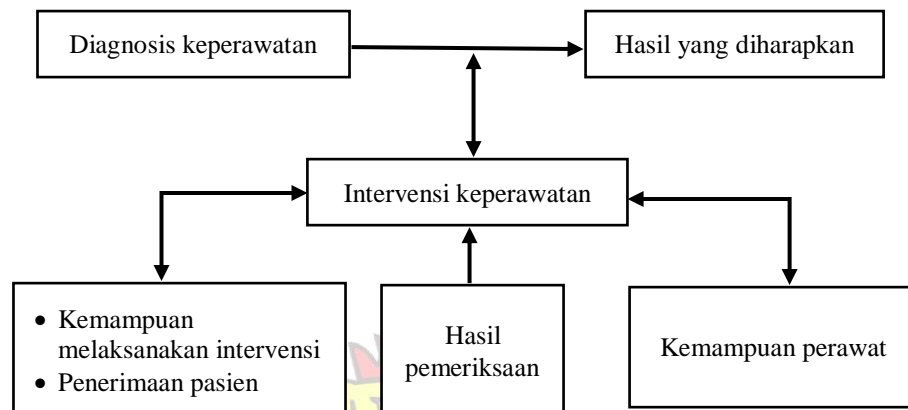 Diagnosis keperawatan
Hasil yang diharapkan
Intervensi keperawatan
• Kemampuan
melaksanakan intervensi
• Penerimaan pasien
Hasil
pemeriksaan
Kemampuan perawat